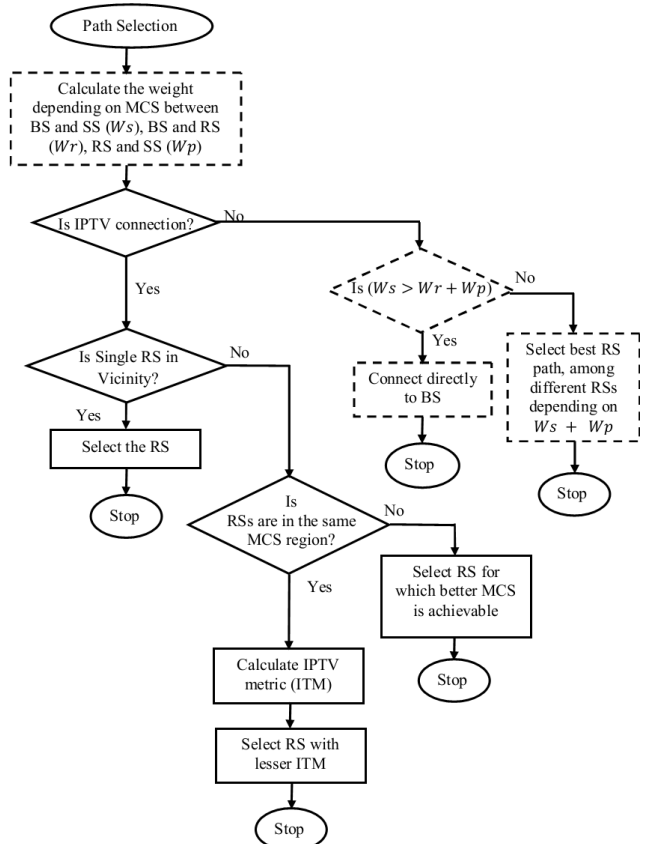 Path Selection
Calculate the weight
depending on MCS between
BS and SS (Ws), BS and RS
(Wr), RS and SS (Wp)
Is IPTV connection?
No
Yes
Is (Ws > Wr + Wp)
No
Yes
Connect directly
to BS
Stop
Select best RS
path, among
different RSs
depending on
Ws + Wp
Stop
Is Single RS in
Vicinity?
No
Yes
Select the RS
Stop
Is
RSs are in the same
MCS region?
No
Yes
Select RS for
which better MCS
is achievable
Stop
Calculate IPTV
metric (ITM)
Select RS with
lesser ITM
Stop